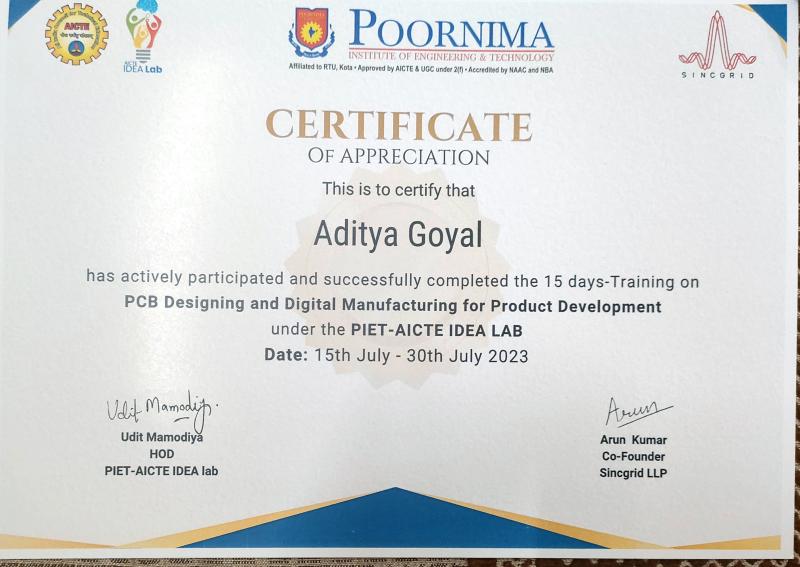 AICTE
AICTE
IDEA Lab
POORNIMA
INSTITUTE OF ENGINEERING & TECHNOLOGY
Affiliated to RTU, Kota • Approved by AICTE & UGC under 2(f) • Accredited by NAAC and NBA
SINCGRID
CERTIFICATE
OF APPRECIATION
This is to certify that
Aditya Goyal
has actively participated and successfully completed the 15 days-Training on
PCB Designing and Digital Manufacturing for Product Development
under the PIET-AICTE IDEA LAB
Date: 15th July - 30th July 2023
Udit Mamodiya
Udit Mamodiya
HOD
PIET-AICTE IDEA lab
Arun
Arun Kumar
Co-Founder
Sincgrid LLP